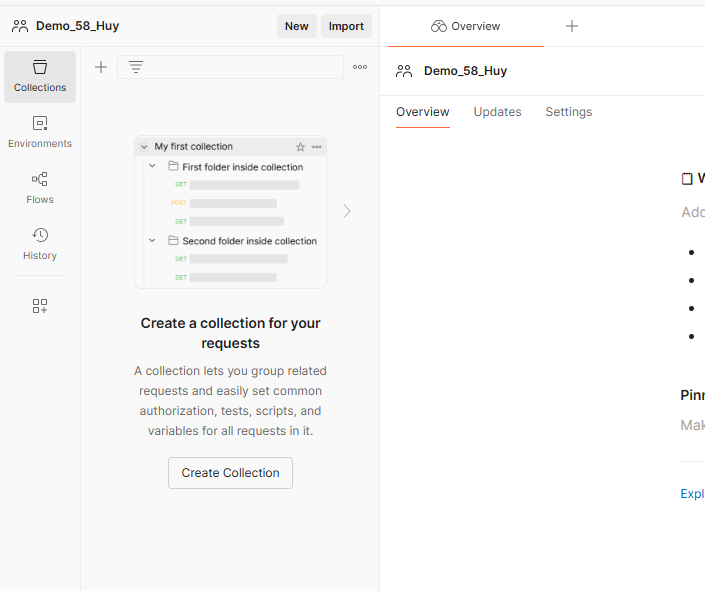 Demo_58_Huy
New
Import
Overview
Collections
Environments
Flows
History
My first collection
First folder inside collection
GET
POST
GET
Second folder inside collection
GET
GET
Create a collection for your
requests
A collection lets you group related
requests and easily set common
authorization, tests, scripts, and
variables for all requests in it.
Create Collection
Demo_58_Huy
Overview
Updates
Settings
W
Add
Pinn
Mak
Expl